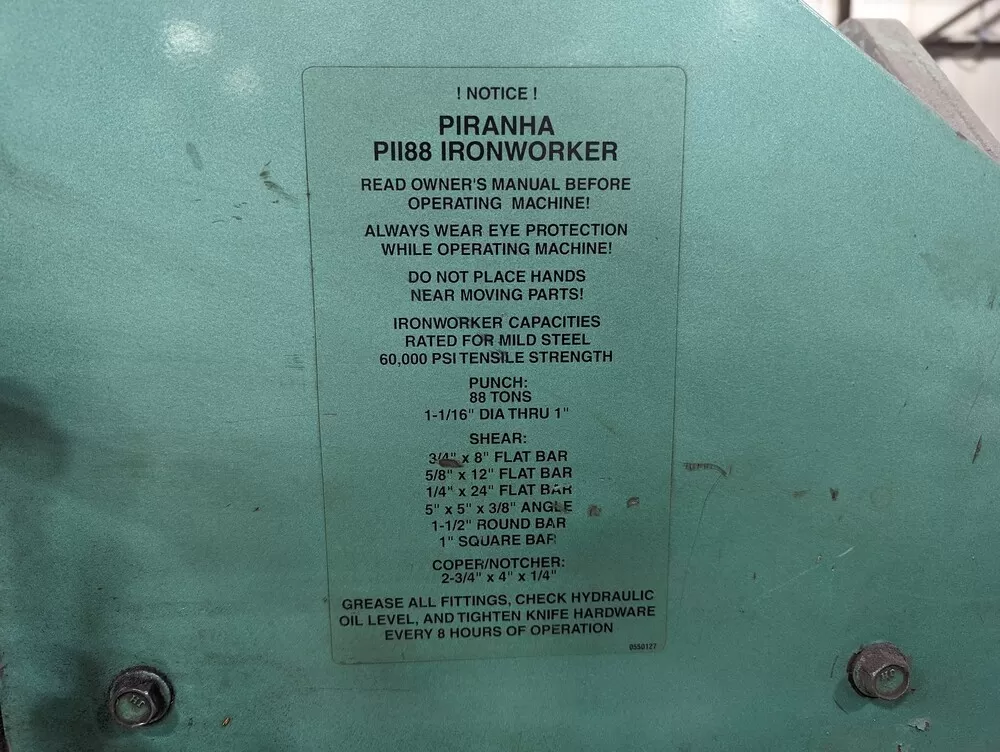 ! NOTICE !
PIRANHA
PII88 IRONWORKER
READ OWNER'S MANUAL BEFORE
OPERATING MACHINE!
ALWAYS WEAR EYE PROTECTION
WHILE OPERATING MACHINE!
DO NOT PLACE HANDS
NEAR MOVING PARTS!
IRONWORKER CAPACITIES
RATED FOR MILD STEEL
60,000 PSI TENSILE STRENGTH
PUNCH:
88 TONS
1-1/16" DIA THRU 1"
SHEAR:
3/4" x 8" FLAT BAR
5/8" x 12" FLAT BAR
1/4" x 24" FLAT BAR
5" x 5" x 3/8" ANGLE
1-1/2" ROUND BAR
1" SQUARE BAR
COPER/NOTCHER:
2-3/4" x 4" x 1/4"
GREASE ALL FITTINGS, CHECK HYDRAULIC
OIL LEVEL, AND TIGHTEN KNIFE HARDWARE
EVERY 8 HOURS OF OPERATION
0550127